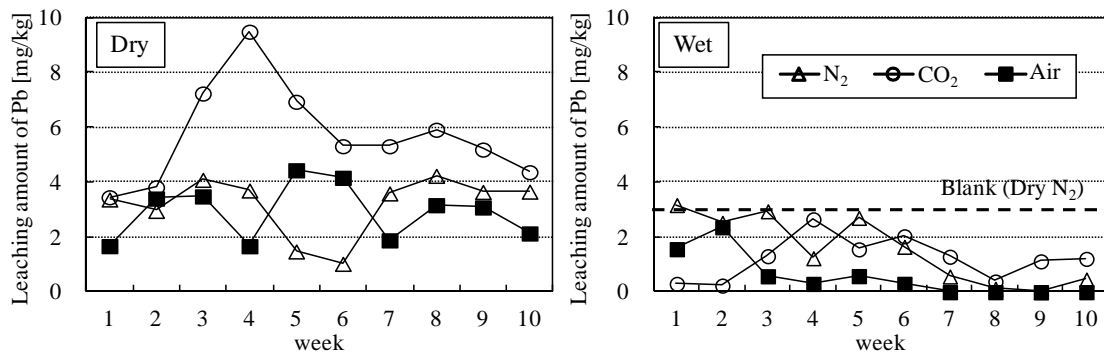 Leaching amount of Pb [mg/kg]
10
8
6
4
2
0
Dry
1 2 3 4 5 6 7 8 9 10
week
Leaching amount of Pb [mg/kg]
10
8
6
4
2
0
Wet
N₂ CO₂ Air
Blank (Dry N₂)
1 2 3 4 5 6 7 8 9 10
week